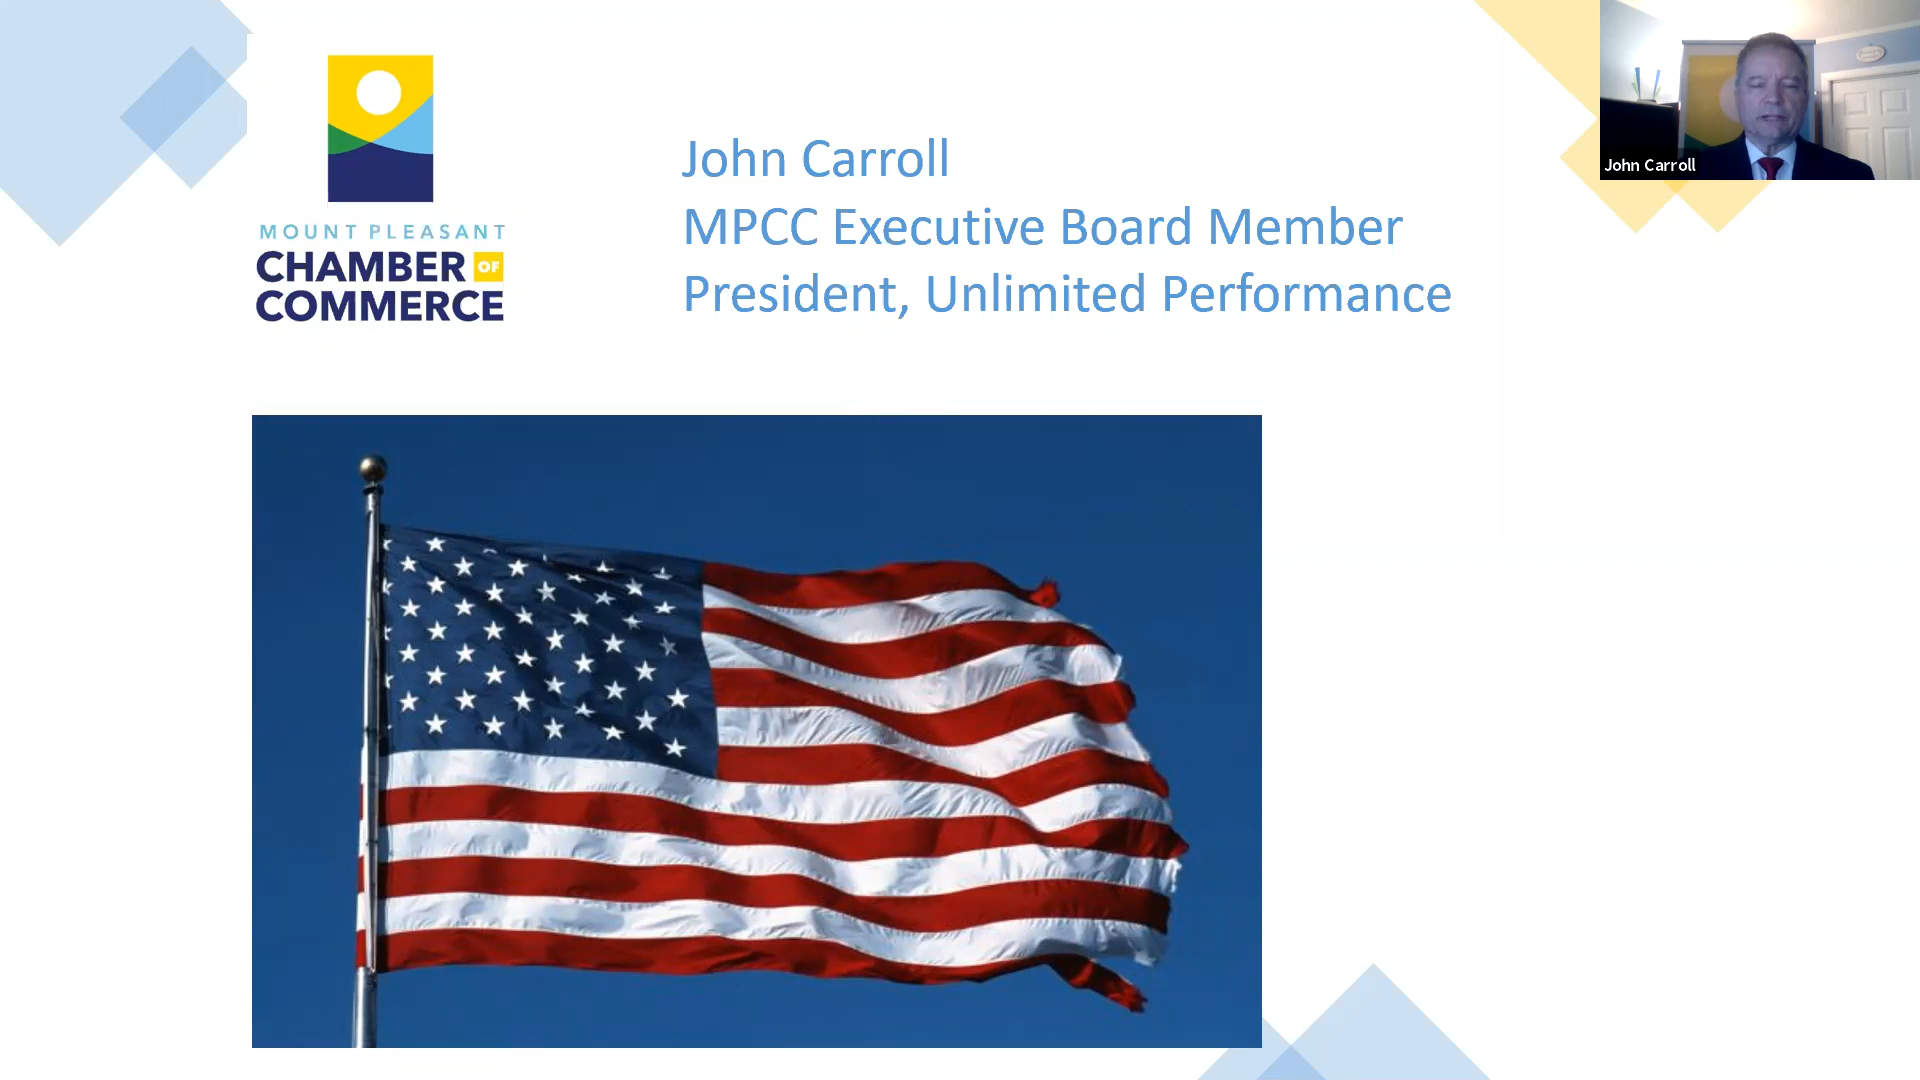 MOUNT PLEASANT
CHAMBER OF
COMMERCE
John Carroll
MPCC Executive Board Member
President, Unlimited Performance
John Carroll